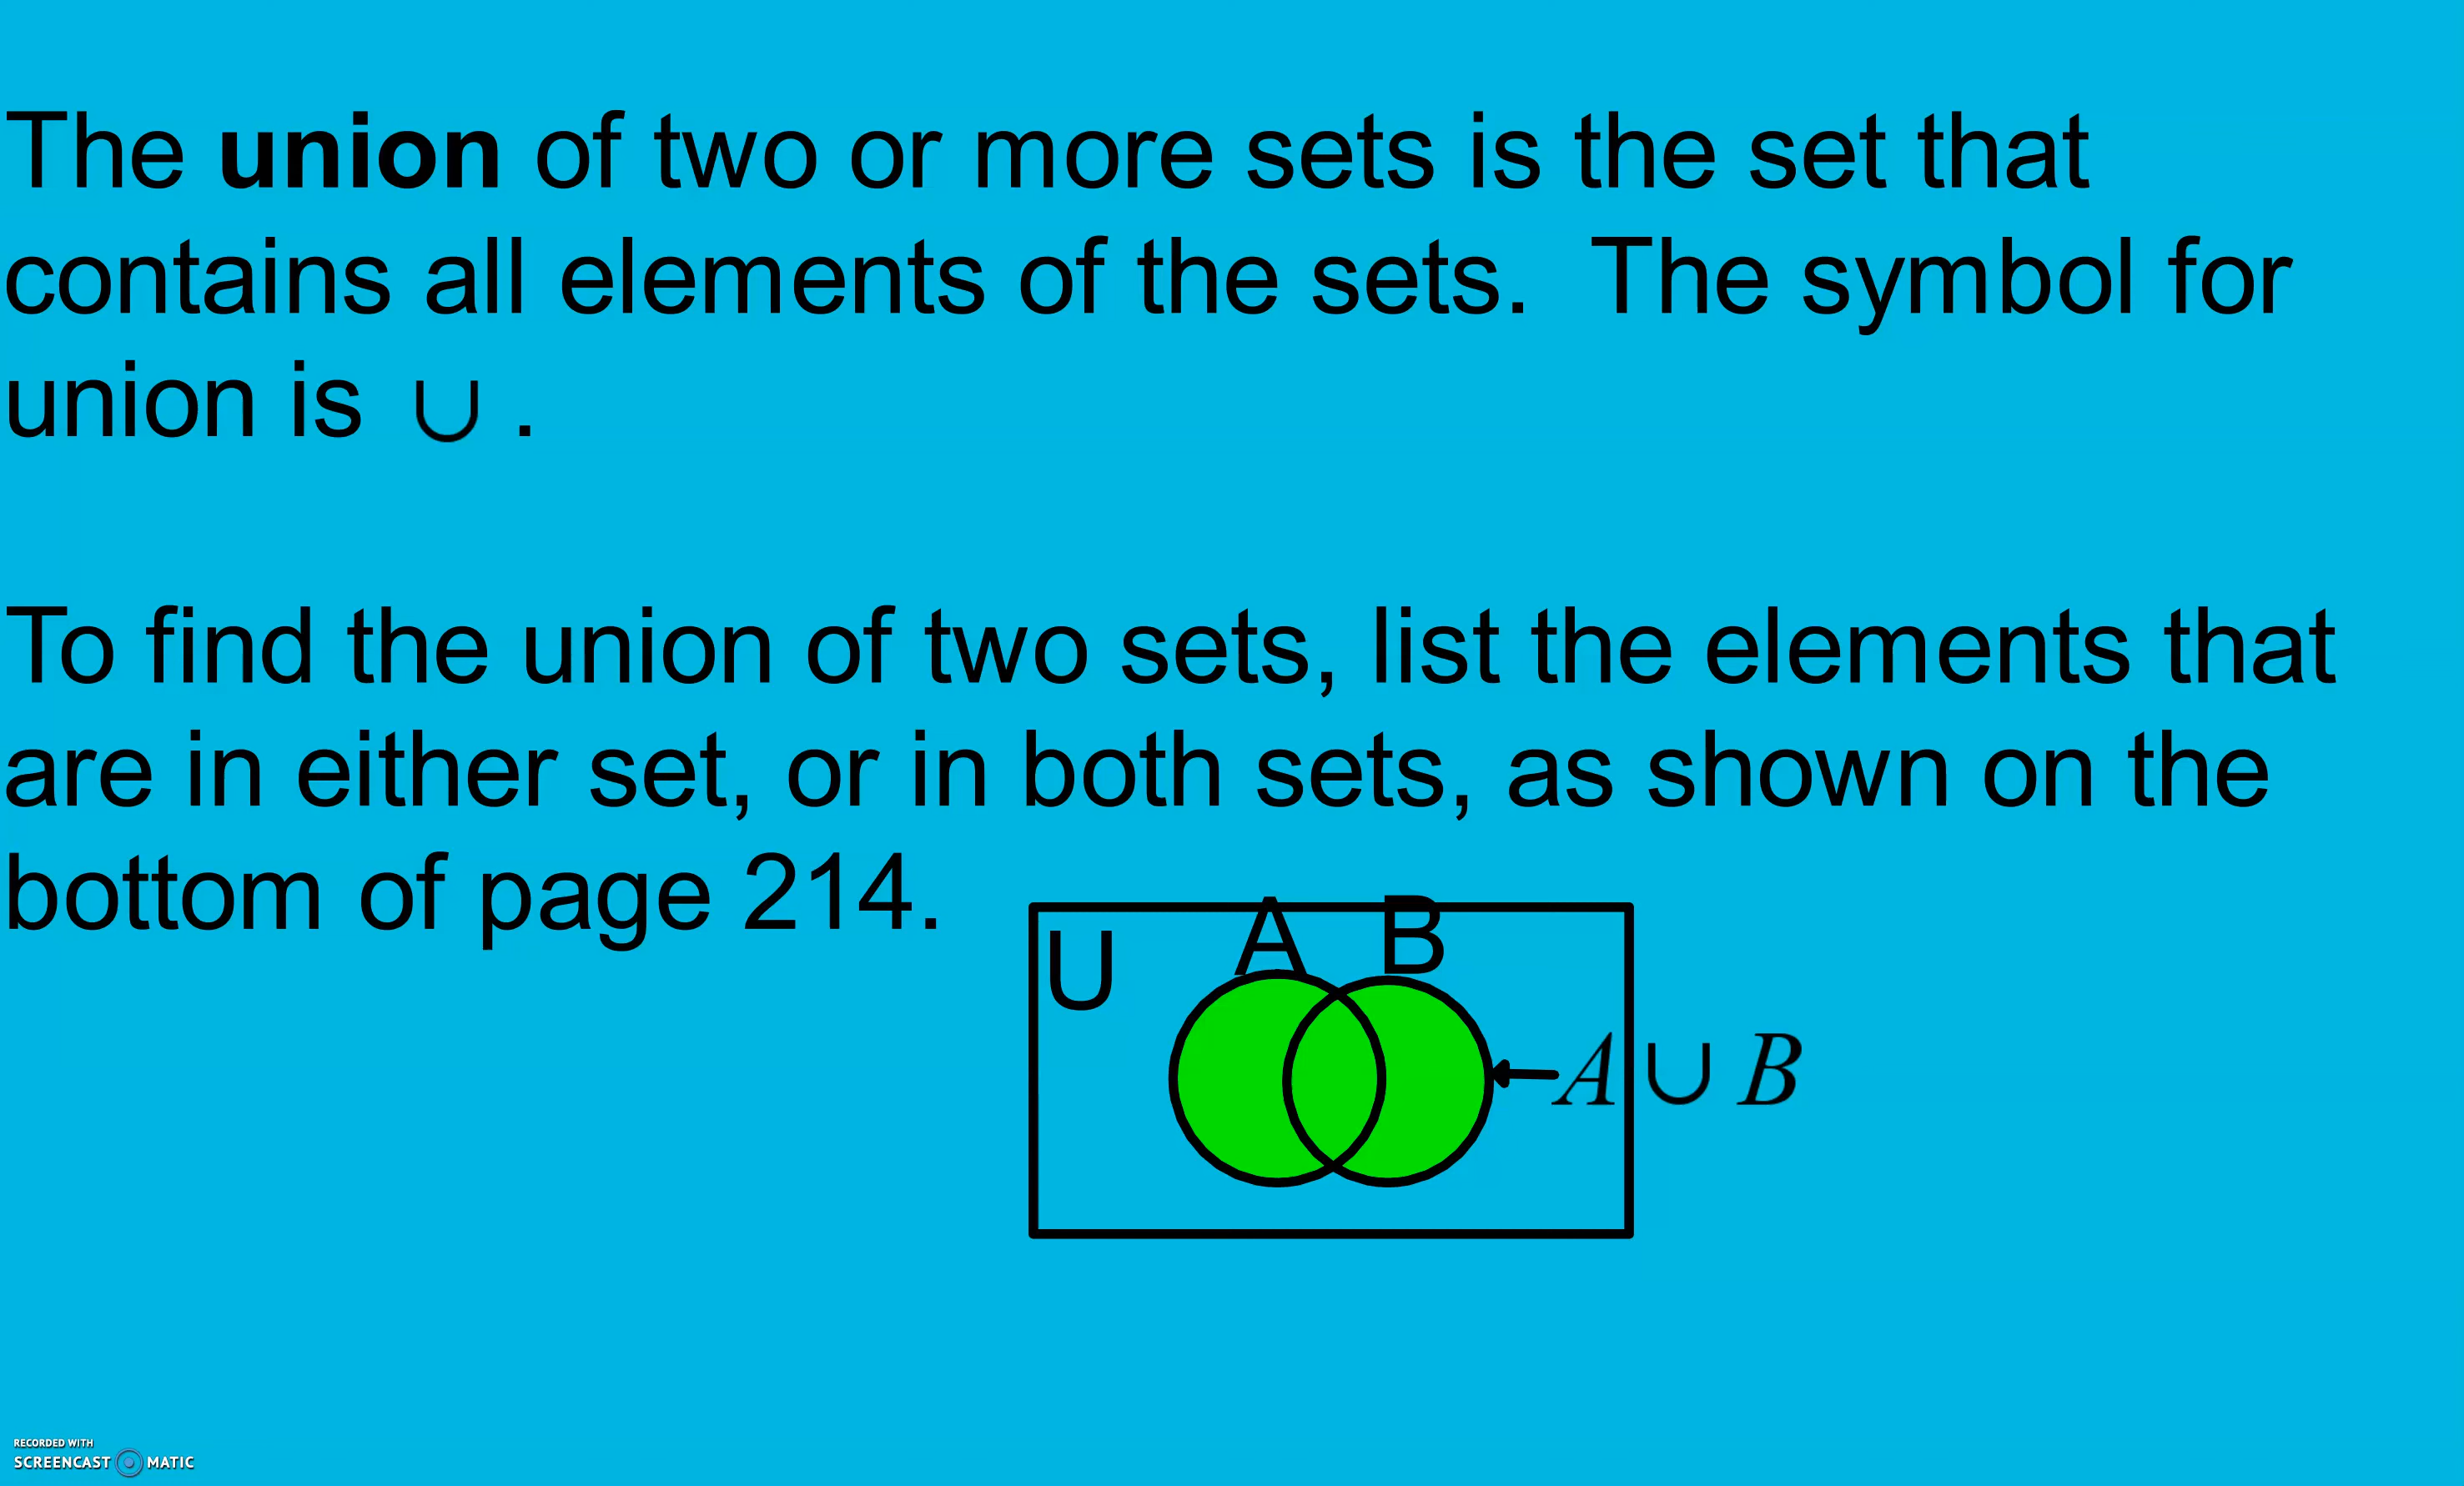 The union of two or more sets is the set that
contains all elements of the sets.  The symbol for
union is ∪ .
To find the union of two sets, list the elements that
are in either set, or in both sets, as shown on the
bottom of page 214.
A B
U
A ∪ B
RECORDED WITH
SCREENCAST MATIC